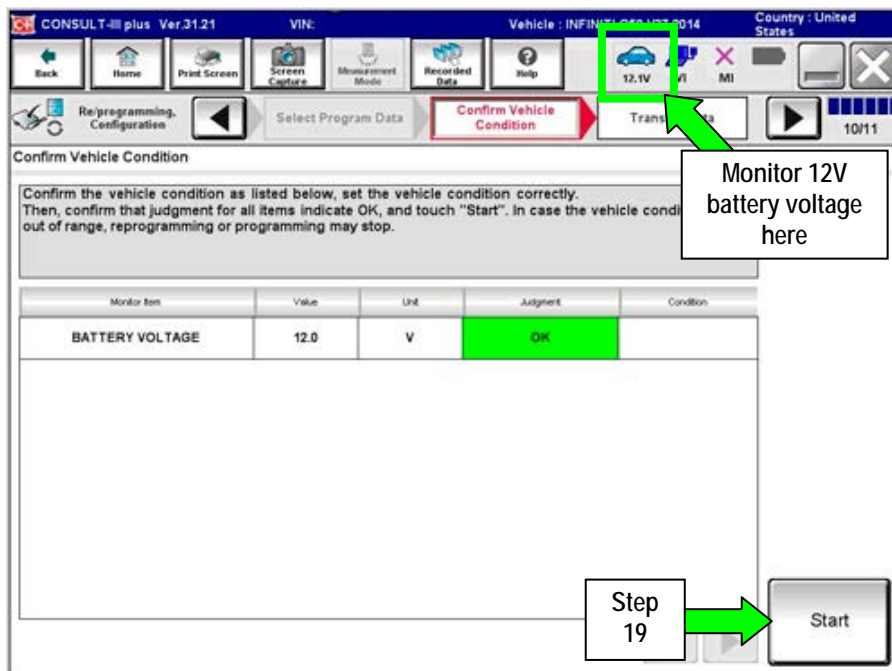 CONSULT-III plus Ver.31.21
VIN:
Vehicle : INFINITI Q50 V37 2014
Country : United
States
Back
Home
Print Screen
Screen
Capture
Measurement
Mode
Recorded
Data
Help
12.1V
VI
MI
Re/programming,
Configuration
Select Program Data
Confirm Vehicle
Condition
10/11
Confirm Vehicle Condition
Monitor 12V
battery voltage
here
Confirm the vehicle condition as listed below, set the vehicle condition correctly.
Then, confirm that judgment for all items indicate OK, and touch "Start". In case the vehicle
out of range, reprogramming or programming may stop.
Monitor Item
Value
Unit
Judgment
Condition
BATTERY VOLTAGE
12.0
V
OK
Step
19
Start